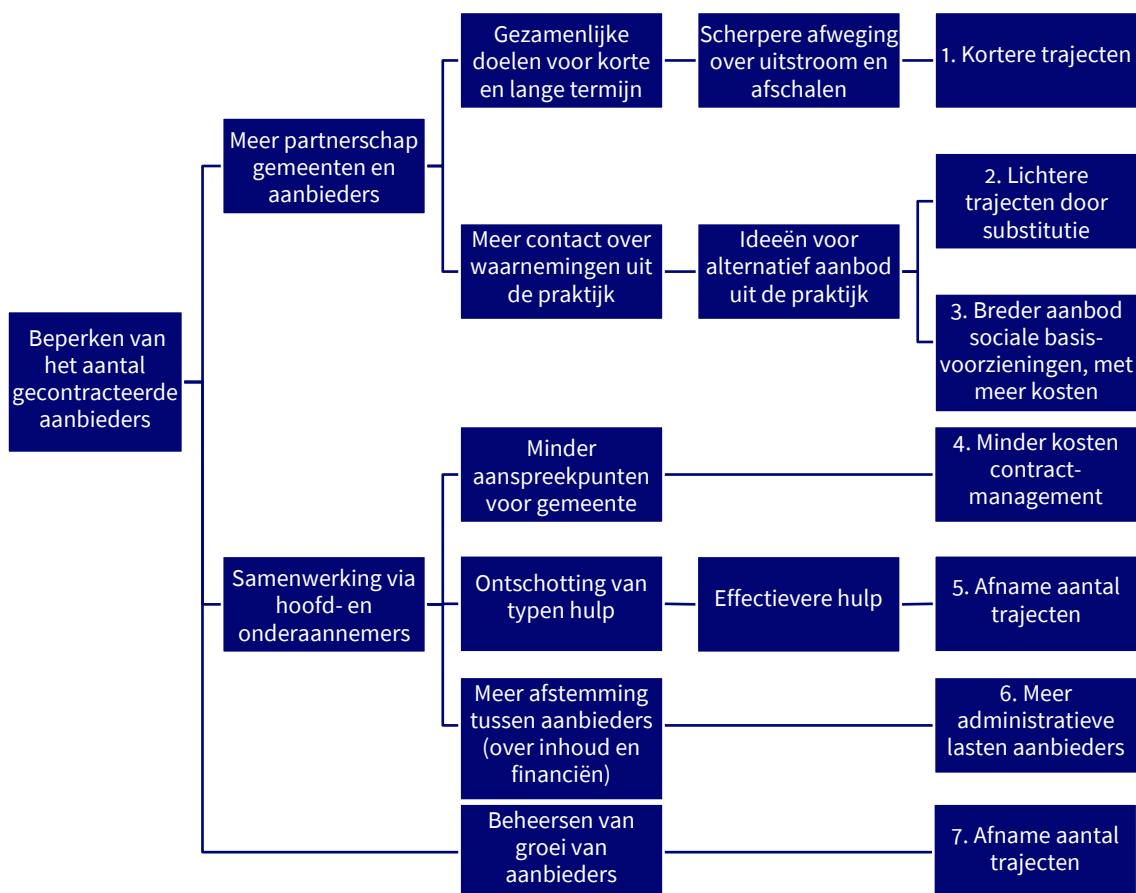 Gezamenlijke
doelen voor korte
en lange termijn
Scherpere afweging
over uitstroom en
afschalen
1. Kortere trajecten
Meer partnerschap
gemeenten en
aanbieders
2. Lichtere
trajecten door
substitutie
Meer contact over
waarnemingen uit
de praktijk
Ideeën voor
alternatief aanbod
uit de praktijk
3. Breder aanbod
sociale basis-
voorzieningen, met
meer kosten
Beperken van
het aantal
gecontracteerde
aanbieders
Minder
aanspreekpunten
voor gemeente
4. Minder kosten
contract-
management
Samenwerking via
hoofd- en
onderaannemers
Ontschotting van
typen hulp
Effectievere hulp
5. Afname aantal
trajecten
Meer afstemming
tussen aanbieders
(over inhoud en
financiën)
6. Meer
administratieve
lasten aanbieders
Beheersen van
groei van
aanbieders
7. Afname aantal
trajecten